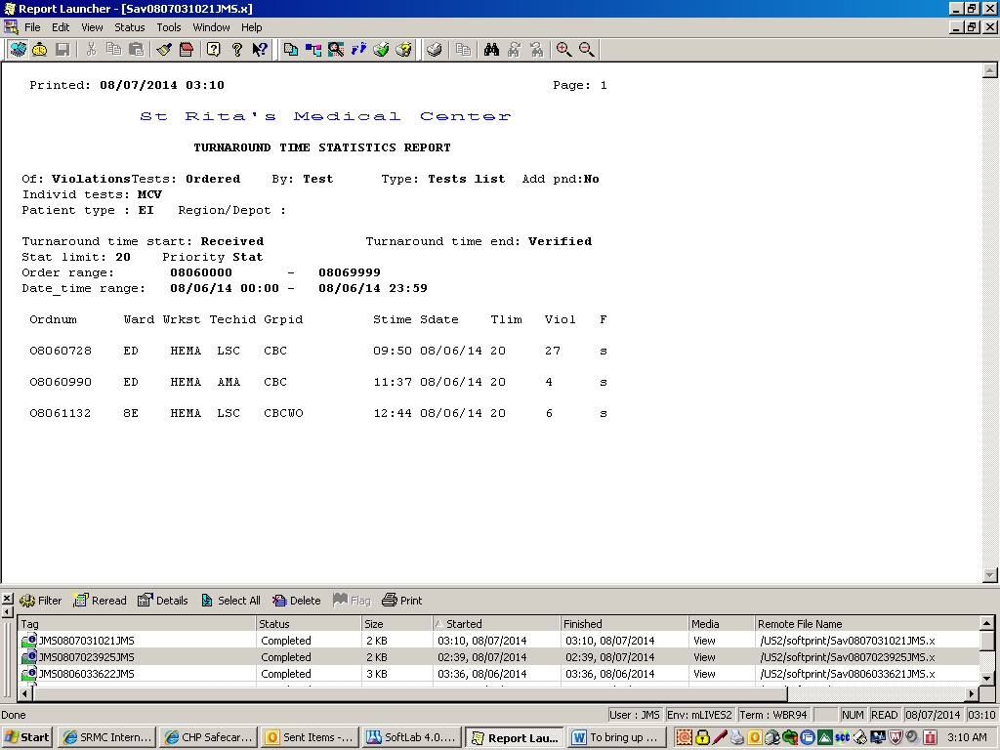 Report Launcher - [Sav0807031021JMS.x]
File Edit View Status Tools Window Help
Printed: 08/07/2014 03:10 Page: 1
St Rita's Medical Center
TURNAROUND TIME STATISTICS REPORT
Of: ViolationsTests: Ordered By: Test Type: Tests list Add pnd:No
Individ tests: MCV
Patient type : EI Region/Depot :
Turnaround time start: Received Turnaround time end: Verified
Stat limit: 20 Priority Stat
Order range: 08060000 - 08069999
Date_time range: 08/06/14 00:00 - 08/06/14 23:59
Ordnum Ward Wrkst Techid Grpid Stime Sdate Tlim Viol F
O8060728 ED HEMA LSC CBC 09:50 08/06/14 20 27 s
O8060990 ED HEMA AMA CBC 11:37 08/06/14 20 4 s
O8061132 8E HEMA LSC CBCWO 12:44 08/06/14 20 6 s
Filter Reread Details Select All Delete Flag Print
Tag Status Size Started Finished Media Remote File Name
JMS0807031021JMS Completed 2 KB 03:10, 08/07/2014 03:10, 08/07/2014 View /US2/softprint/Sav0807031021JMS.x
JMS0807023925JMS Completed 2 KB 02:39, 08/07/2014 02:39, 08/07/2014 View /US2/softprint/Sav0807023925JMS.x
JMS0806033622JMS Completed 3 KB 03:36, 08/06/2014 03:36, 08/06/2014 View /US2/softprint/Sav0806033621JMS.x
Done User : JMS Env: mLIVES2 Term : WBR94 NUM READ 08/07/2014 03:10
Start SRMC Intern... CHP Safecar... Sent Items -... SoftLab 4.0.... Report Lau... To bring up ... 3:10 AM